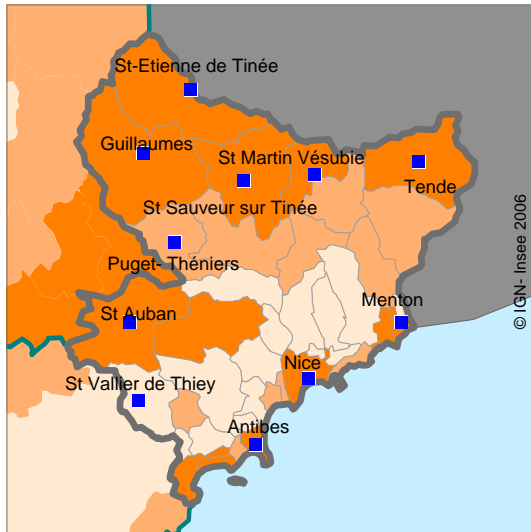 St-Etienne de Tinée
Guillaumes
St Martin Vésubie
Tende
St Sauveur sur Tinée
Puget- Théniers
St Auban
Menton
Nice
St Vallier de Thiey
Antibes
© IGN- Insee 2006